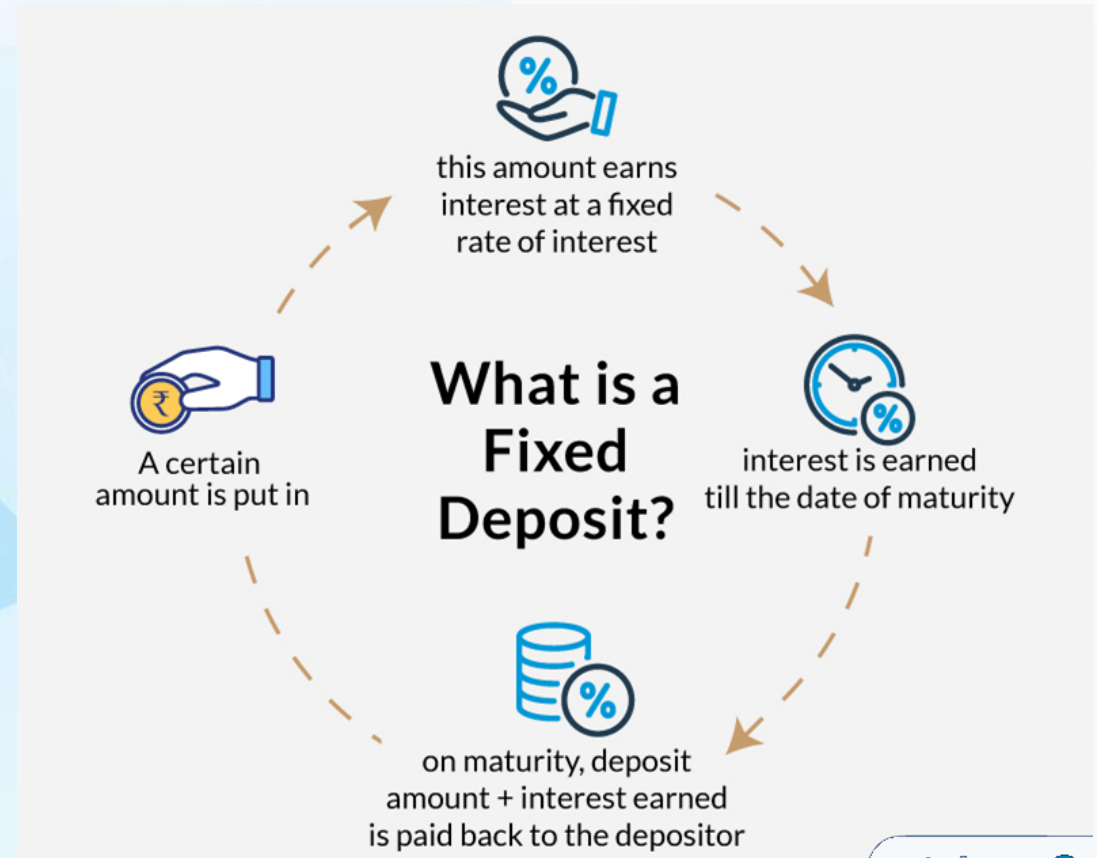 What is a
Fixed
Deposit?
A certain
amount is put in
this amount earns
interest at a fixed
rate of interest
interest is earned
till the date of maturity
on maturity, deposit
amount + interest earned
is paid back to the depositor
%
₹
%
%